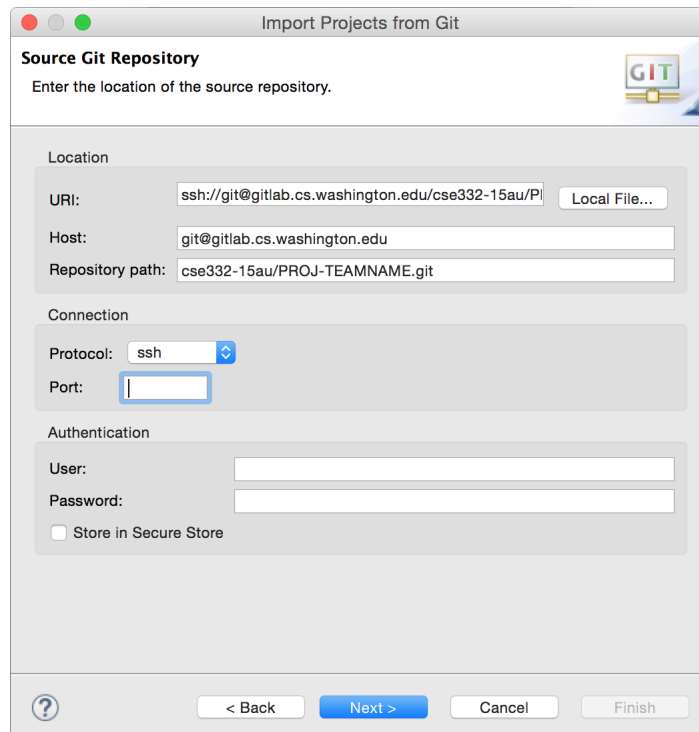 Import Projects from Git
Source Git Repository
Enter the location of the source repository.
GIT
Location
URI: ssh://git@gitlab.cs.washington.edu/cse332-15au/P Local File...
Host: git@gitlab.cs.washington.edu
Repository path: cse332-15au/PROJ-TEAMNAME.git
Connection
Protocol: ssh
Port:
Authentication
User:
Password:
Store in Secure Store
? < Back Next > Cancel Finish